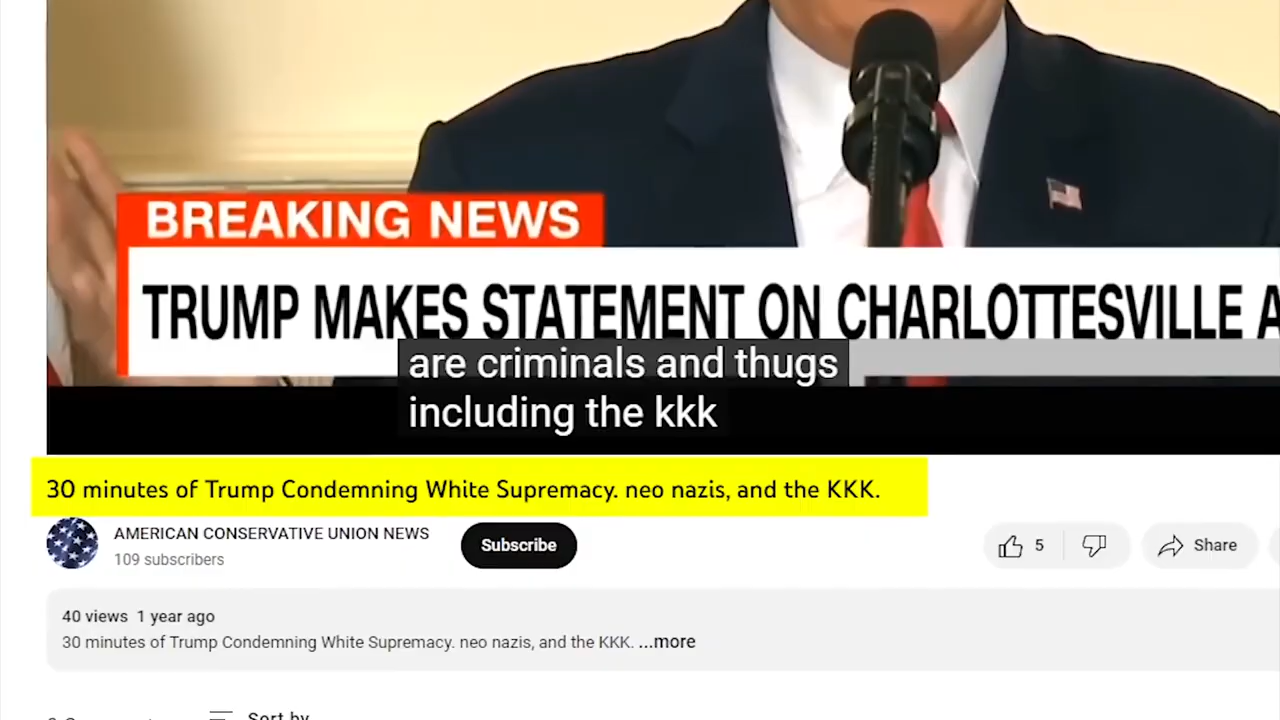 BREAKING NEWS
TRUMP MAKES STATEMENT ON CHARLOTTESVILLE A
are criminals and thugs
including the kkk
30 minutes of Trump Condemning White Supremacy. neo nazis, and the KKK.
AMERICAN CONSERVATIVE UNION NEWS
109 subscribers
Subscribe
5
Share
40 views 1 year ago
30 minutes of Trump Condemning White Supremacy. neo nazis, and the KKK. ...more
Sort by